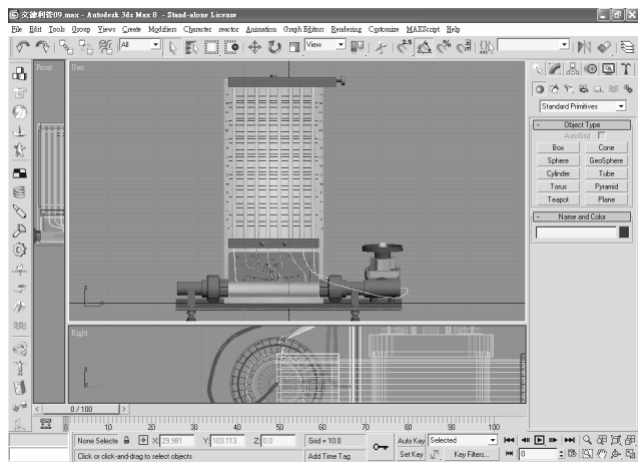 文德利管09.max - Autodesk 3ds Max 8 - Stand-alone License
File Edit Tools Group Views Create Modifiers Character reactor Animation Graph Editors Rendering Customize MAXScript Help
All View 2.5
Front User
Standard Primitives
- Object Type
AutoGrid
Box Cone
Sphere GeoSphere
Cylinder Tube
Torus Pyramid
Teapot Plane
- Name and Color
Right
< 0 / 100 >
0 10 20 30 40 50 60 70 80 90 100
None Selecte X: 29.981 Y: 103.113 Z: 0.0 Grid = 10.0 Auto Key Selected
Click or click-and-drag to select objects Add Time Tag Set Key Key Filters... 0